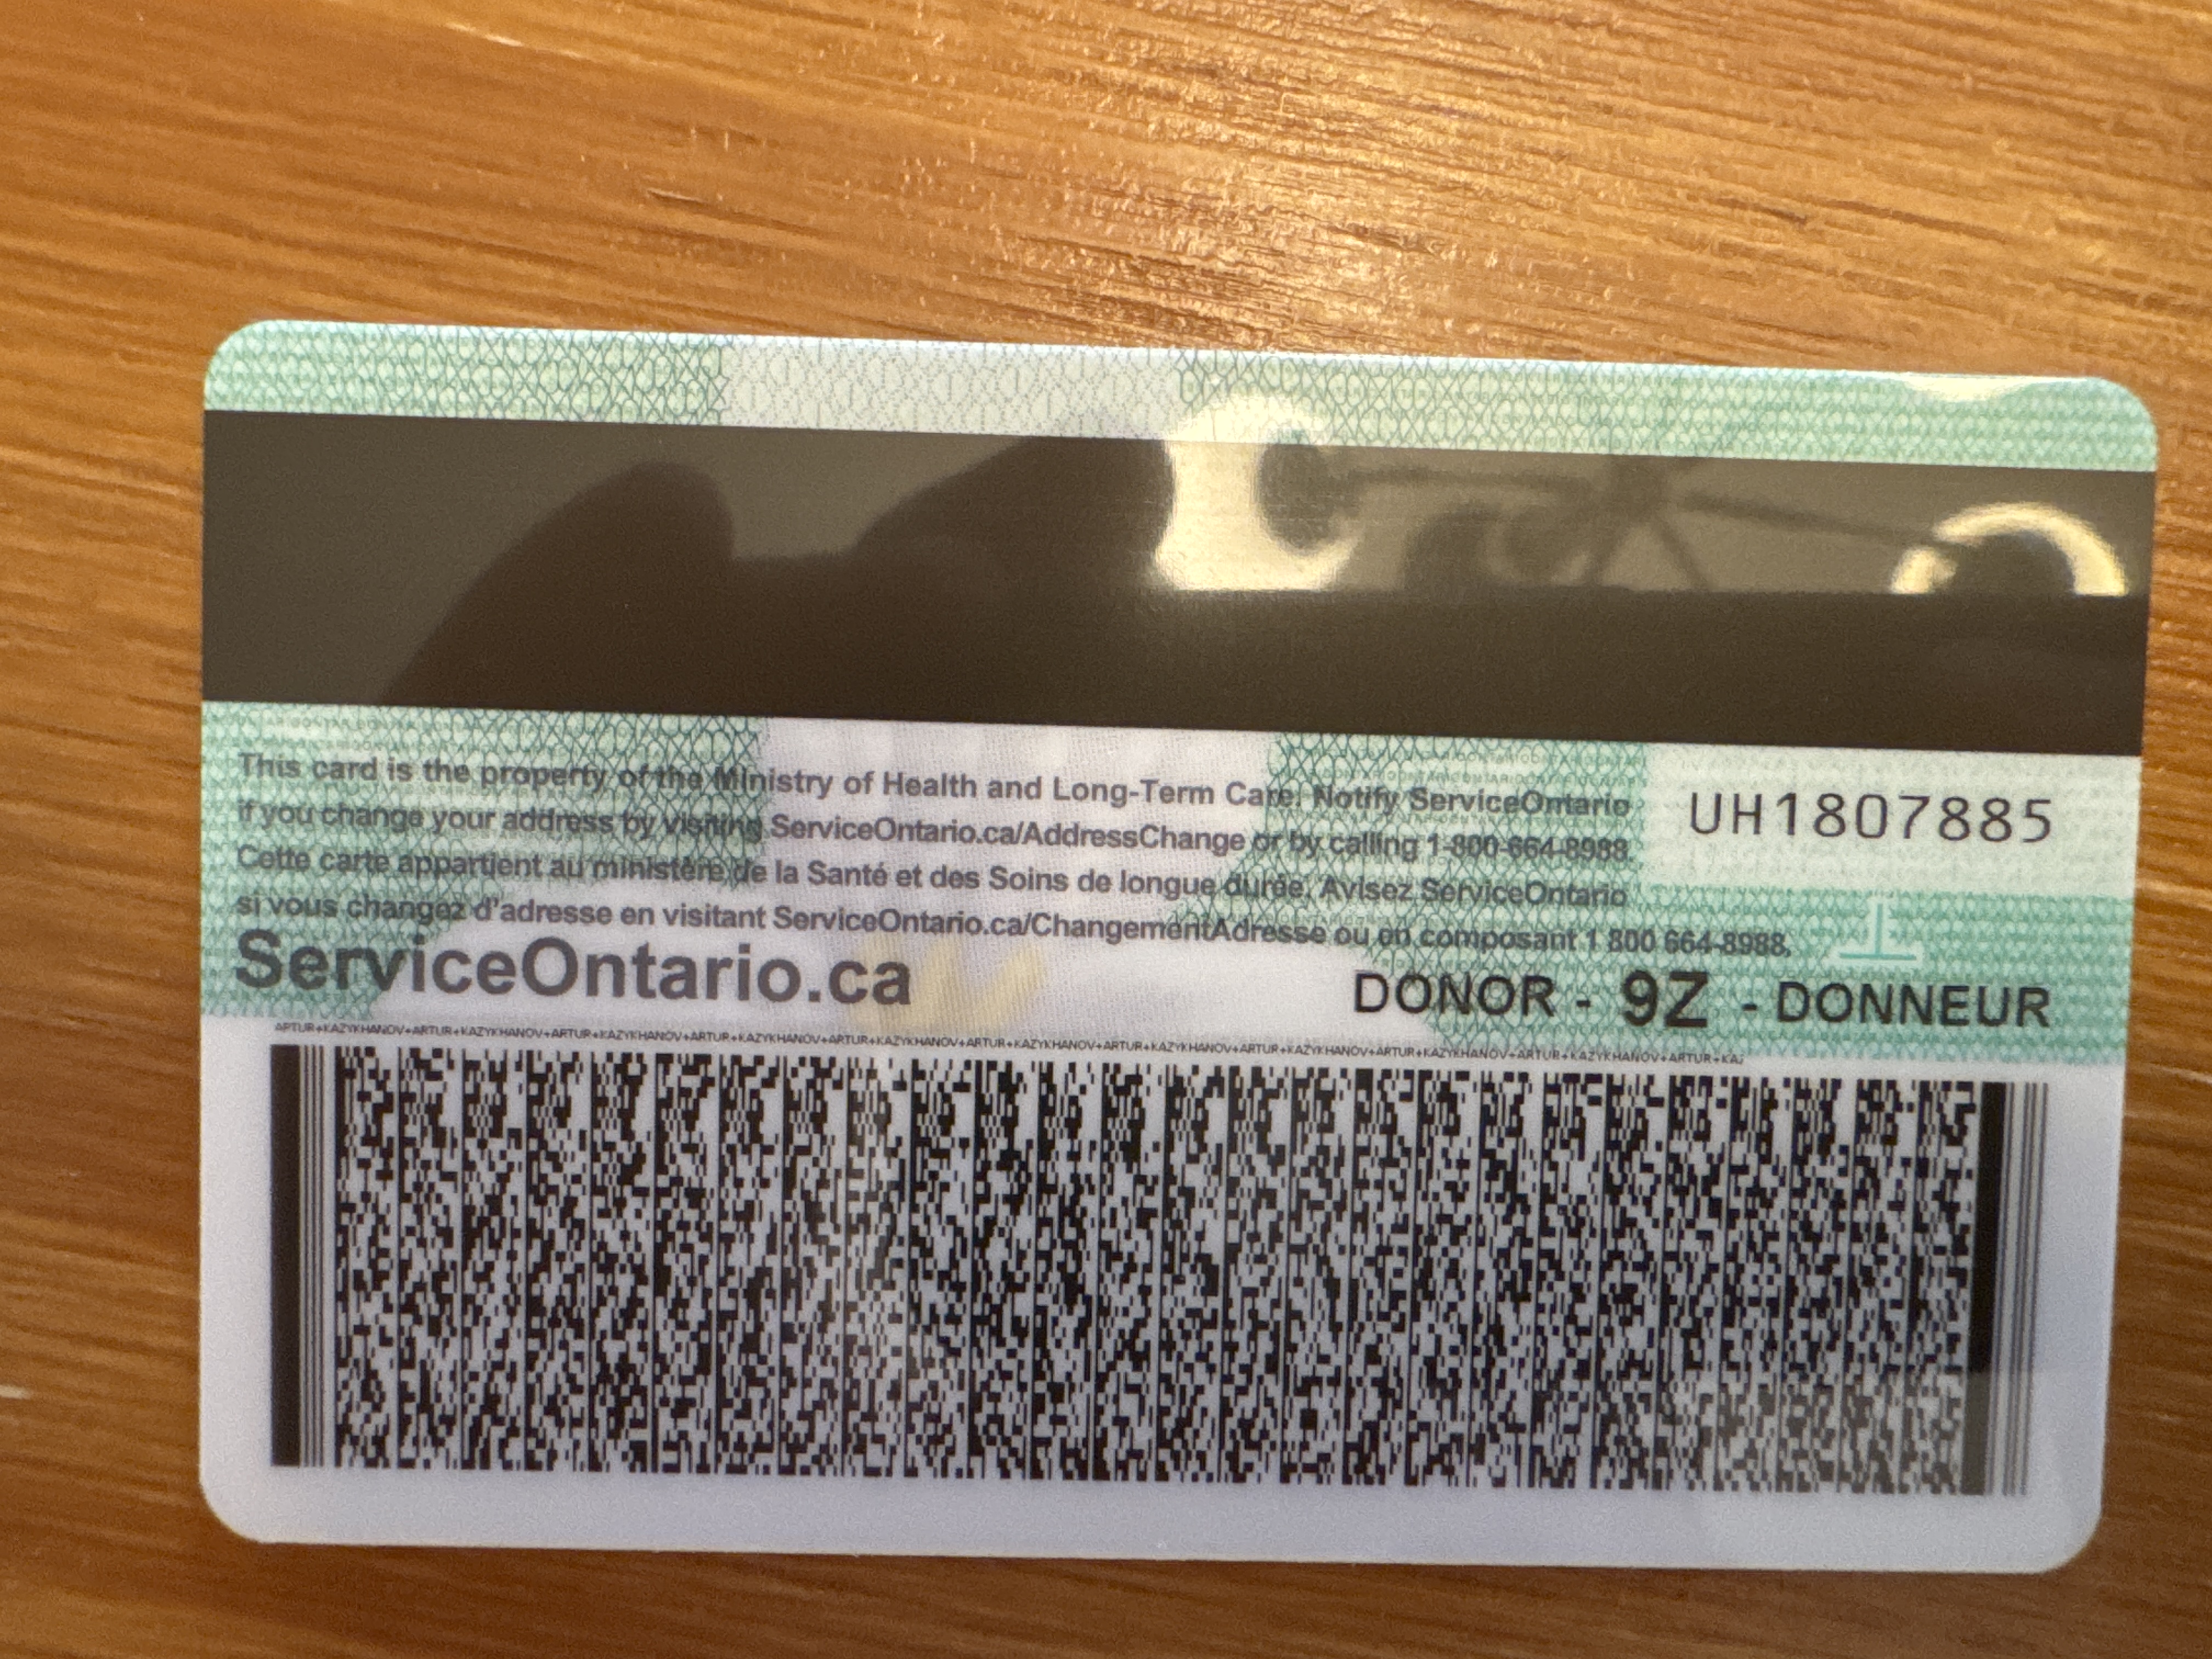 This card is the property of the Ministry of Health and Long-Term Care. Notify ServiceOntario
if you change your address by visiting ServiceOntario.ca/AddressChange or by calling 1-800-664-8988
Cette carte appartient au ministère de la Santé et des Soins de longue durée. Avisez ServiceOntario
si vous changez d'adresse en visitant ServiceOntario.ca/ChangementAdresse ou en composant 1 800 664-8988.
UH1807885
ServiceOntario.ca
DONOR - 9Z - DONNEUR
ARTUR+KAZYKHANOV+ARTUR+KAZYKHANOV+ARTUR+KAZYKHANOV+ARTUR+KAZYKHANOV+ARTUR+KAZYKHANOV+ARTUR+KAZYKHANOV+ARTUR+KAZYKHANOV+ARTUR+KAZYKHANOV+ARTUR+KAZYKHANOV+ARTUR+KAZYKHANOV+ARTUR+KAZYKHANOV+ARTUR+KAZ